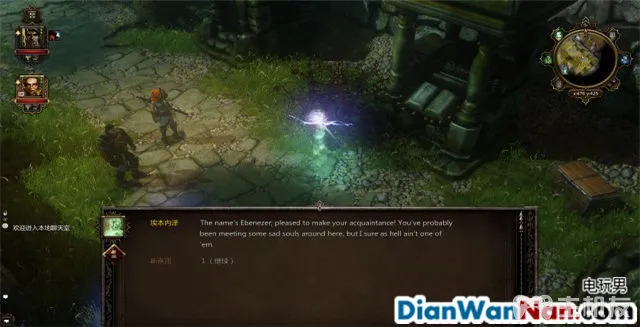 x:476 y:425
欢迎进入本地聊天室
埃本内泽
The name's Ebenezer, pleased to make your acquaintance! You've probably
been meeting some sad souls around here, but I sure as hell ain't one of
'em.
1.（继续）
电玩男
DianWanNan.com